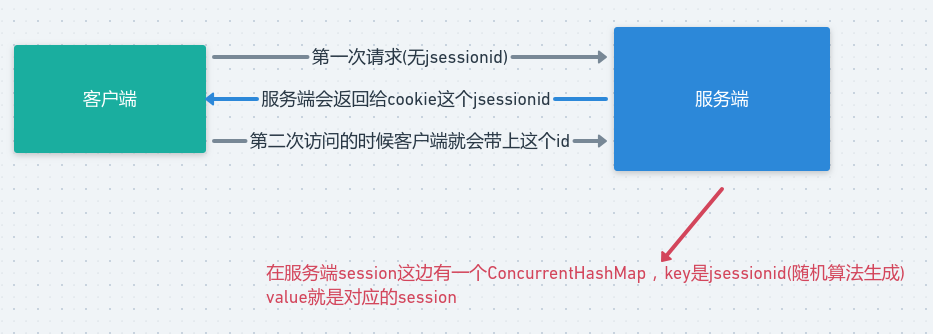 第一次请求(无jsessionid)
客户端
服务端会返回给cookie这个jsessionid
服务端
第二次访问的时候客户端就会带上这个id
在服务端session这边有一个ConcurrentHashMap，key是jsessionid(随机算法生成)
value就是对应的session